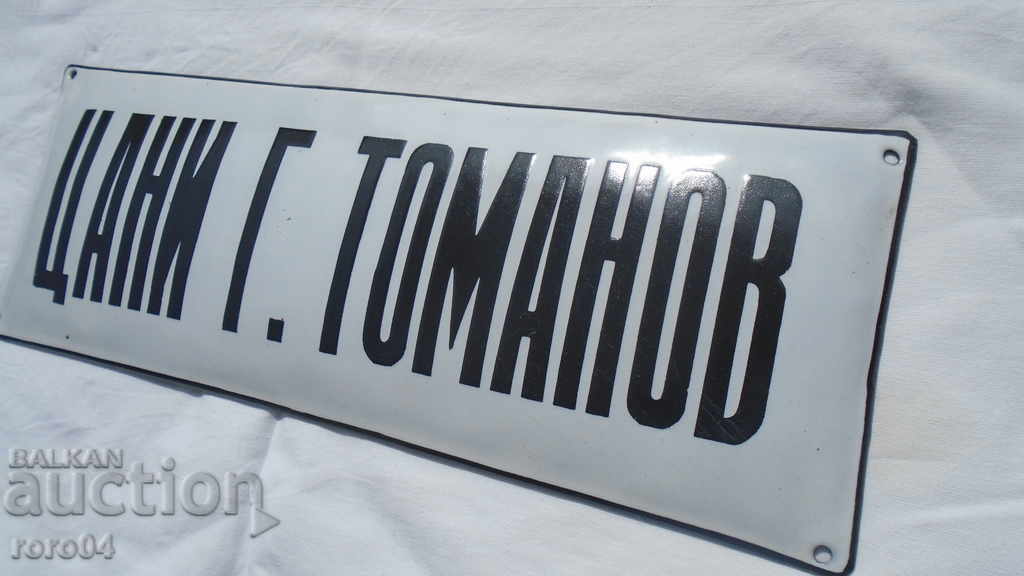 ЦАНИ Г. ТОМАНОВ
BALKAN
auction
roro04